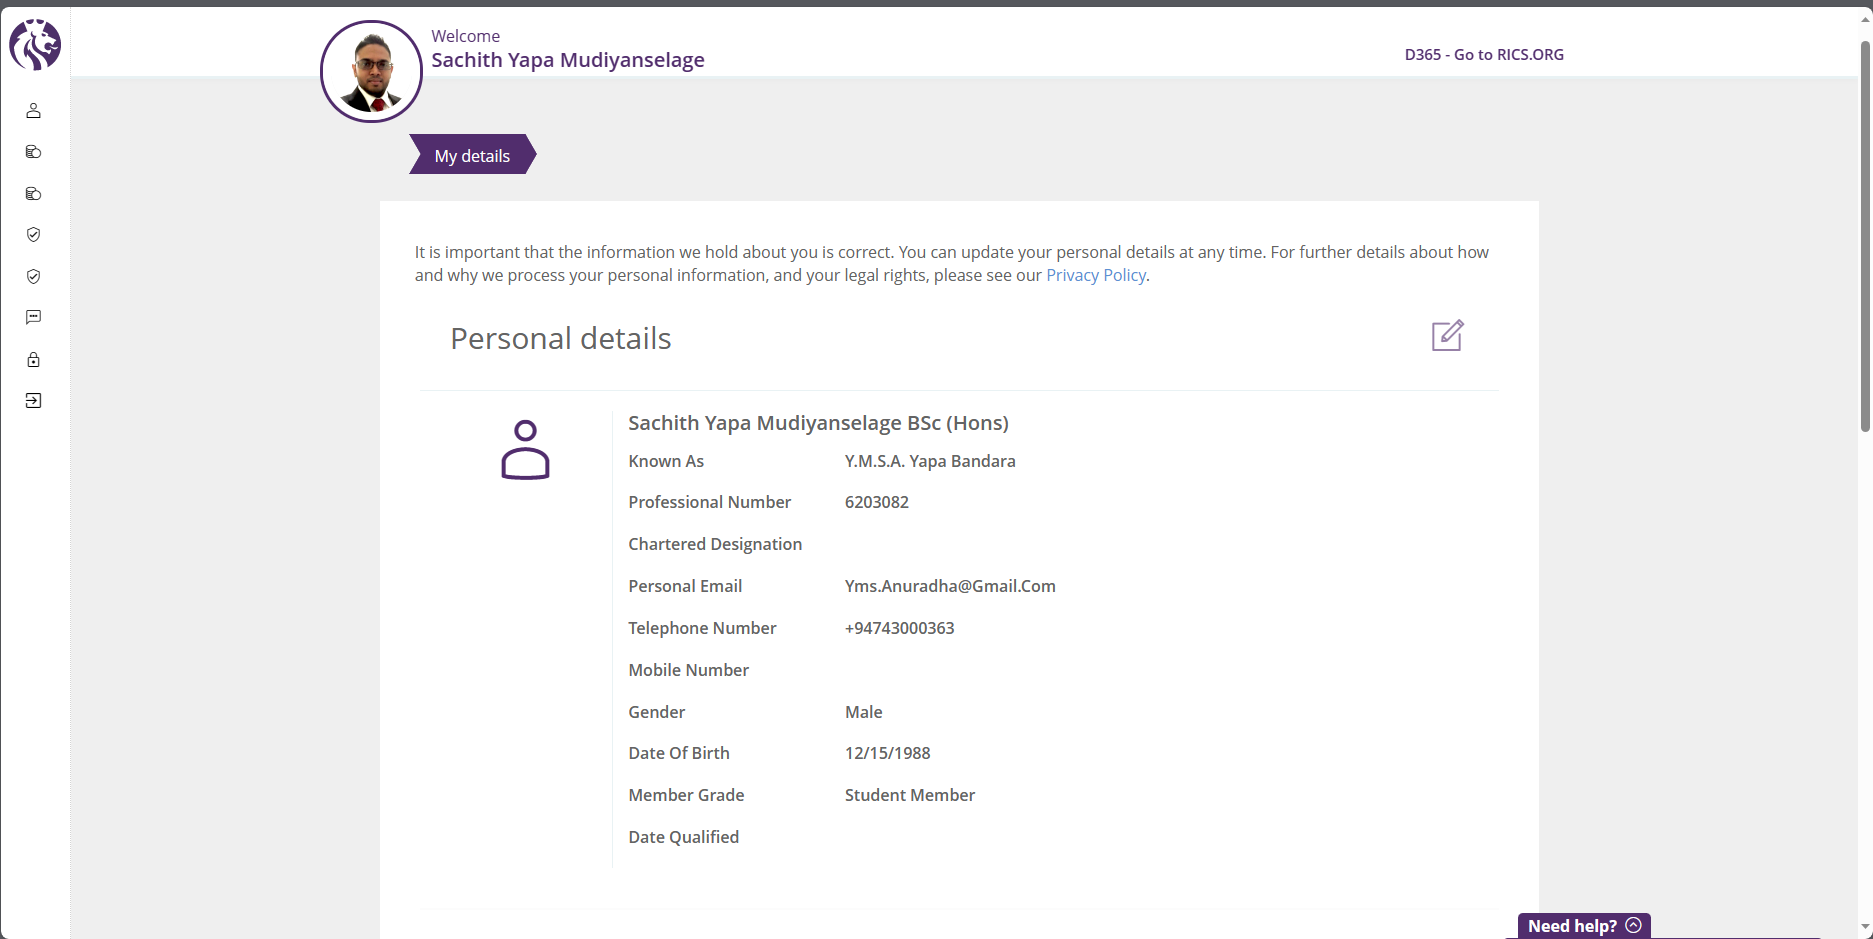 Welcome
Sachith Yapa Mudiyanselage
D365 - Go to RICS.ORG
My details
It is important that the information we hold about you is correct. You can update your personal details at any time. For further details about how
and why we process your personal information, and your legal rights, please see our Privacy Policy.
Personal details
Sachith Yapa Mudiyanselage BSc (Hons)
Known As Y.M.S.A. Yapa Bandara
Professional Number 6203082
Chartered Designation
Personal Email Yms.Anuradha@Gmail.Com
Telephone Number +94743000363
Mobile Number
Gender Male
Date Of Birth 12/15/1988
Member Grade Student Member
Date Qualified
Need help?